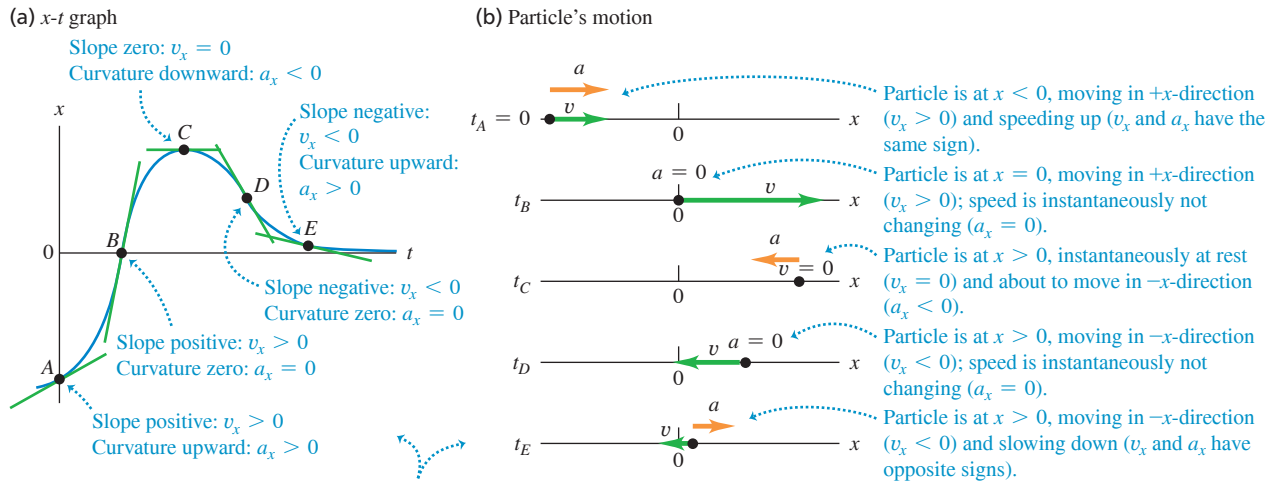 (a) x-t graph
Slope zero: vₓ = 0
Curvature downward: aₓ < 0
x
C
Slope negative:
vₓ < 0
Curvature upward:
aₓ > 0
D
B
E
0
t
Slope negative: vₓ < 0
Curvature zero: aₓ = 0
Slope positive: vₓ > 0
Curvature zero: aₓ = 0
A
Slope positive: vₓ > 0
Curvature upward: aₓ > 0
(b) Particle’s motion
a
v
t_A = 0
0
x
Particle is at x < 0, moving in +x-direction
(vₓ > 0) and speeding up (vₓ and aₓ have the
same sign).
a = 0
v
t_B
0
x
Particle is at x = 0, moving in +x-direction
(vₓ > 0); speed is instantaneously not
changing (aₓ = 0).
a
v = 0
t_C
0
x
Particle is at x > 0, instantaneously at rest
(vₓ = 0) and about to move in −x-direction
(aₓ < 0).
v
a = 0
t_D
0
x
Particle is at x > 0, moving in −x-direction
(vₓ < 0); speed is instantaneously not
changing (aₓ = 0).
a
v
t_E
0
x
Particle is at x > 0, moving in −x-direction
(vₓ < 0) and slowing down (vₓ and aₓ have
opposite signs).